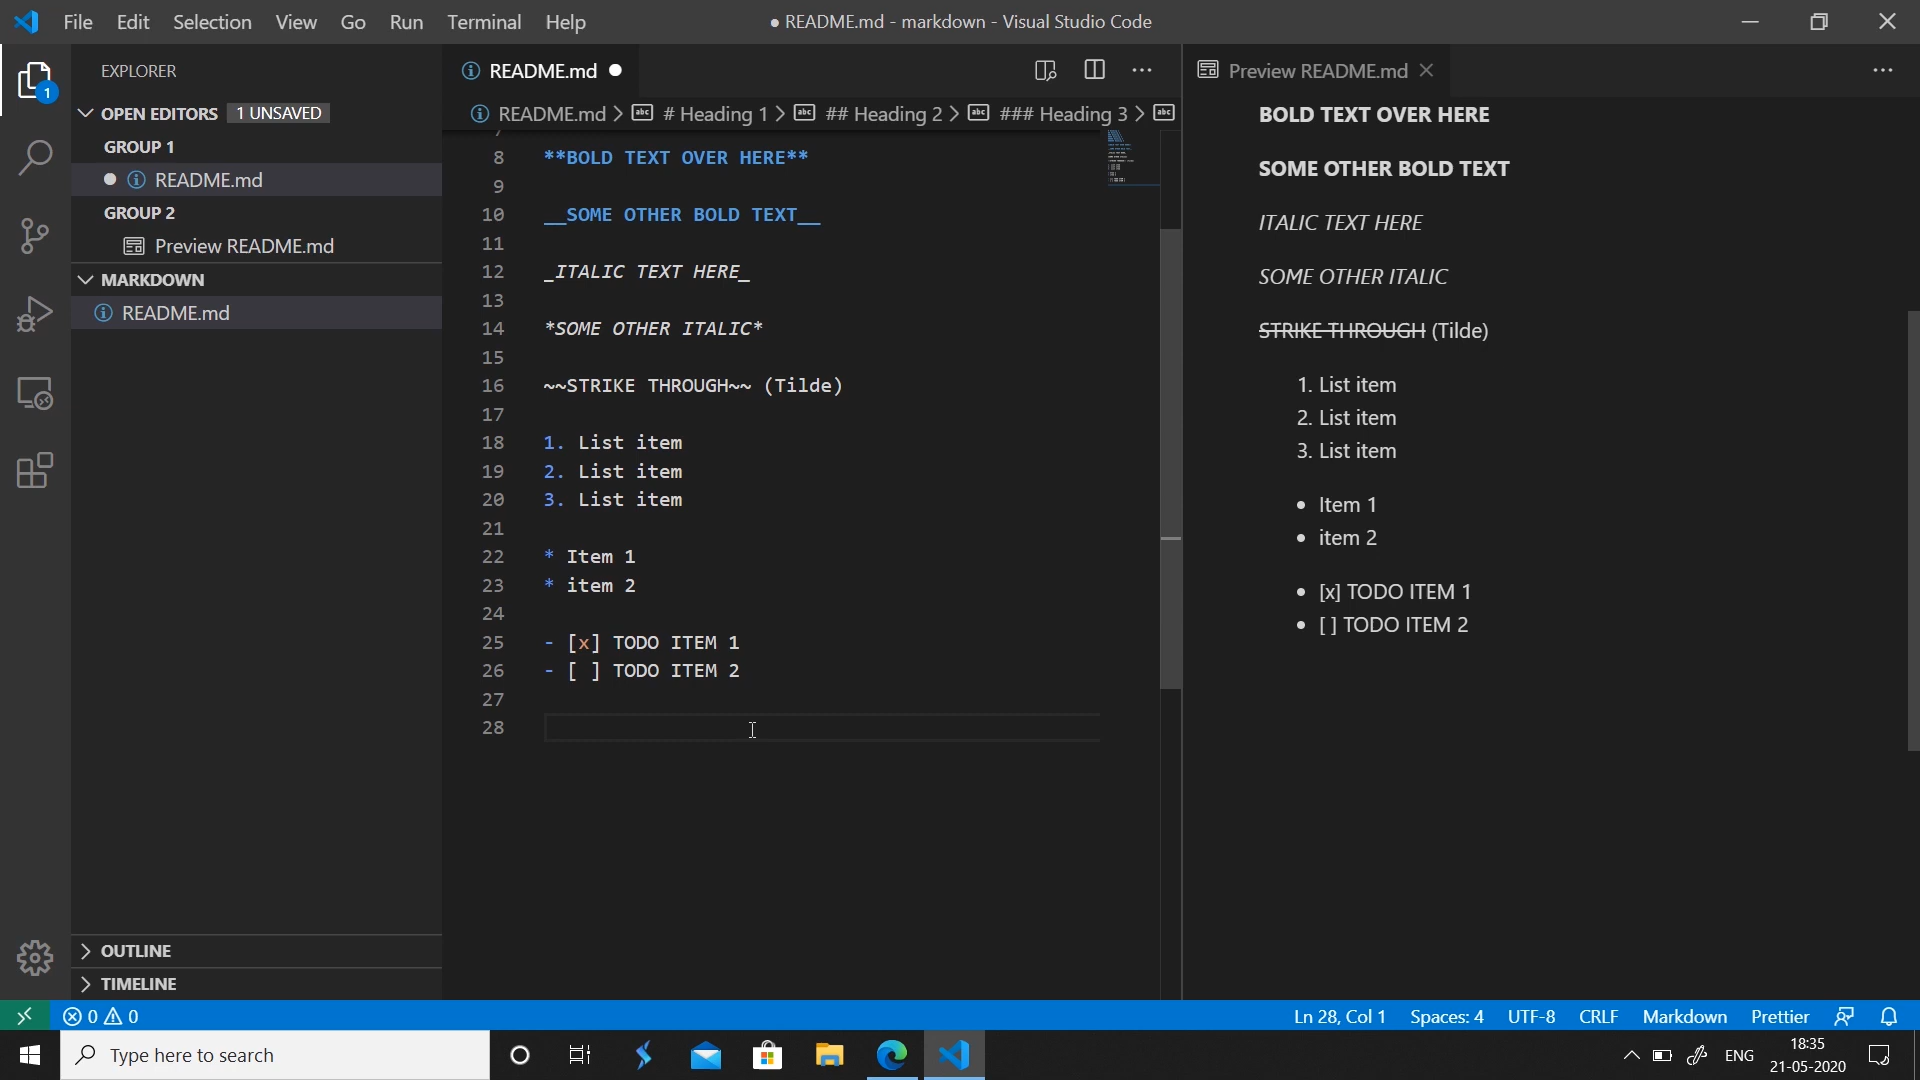 File Edit Selection View Go Run Terminal Help
● README.md - markdown - Visual Studio Code
EXPLORER
OPEN EDITORS 1 UNSAVED
GROUP 1
README.md
GROUP 2
Preview README.md
MARKDOWN
README.md
OUTLINE
TIMELINE
1
README.md
README.md > # Heading 1 > ## Heading 2 > ### Heading 3 >
8 **BOLD TEXT OVER HERE**
9
10 __SOME OTHER BOLD TEXT__
11
12 _ITALIC TEXT HERE_
13
14 *SOME OTHER ITALIC*
15
16 ~~STRIKE THROUGH~~ (Tilde)
17
18 1. List item
19 2. List item
20 3. List item
21
22 * Item 1
23 * item 2
24
25 - [x] TODO ITEM 1
26 - [ ] TODO ITEM 2
27
28
Preview README.md
BOLD TEXT OVER HERE
SOME OTHER BOLD TEXT
ITALIC TEXT HERE
SOME OTHER ITALIC
STRIKE THROUGH (Tilde)
1. List item
2. List item
3. List item
• Item 1
• item 2
• [x] TODO ITEM 1
• [ ] TODO ITEM 2
0 0
Ln 28, Col 1 Spaces: 4 UTF-8 CRLF Markdown Prettier
Type here to search
ENG
18:35
21-05-2020